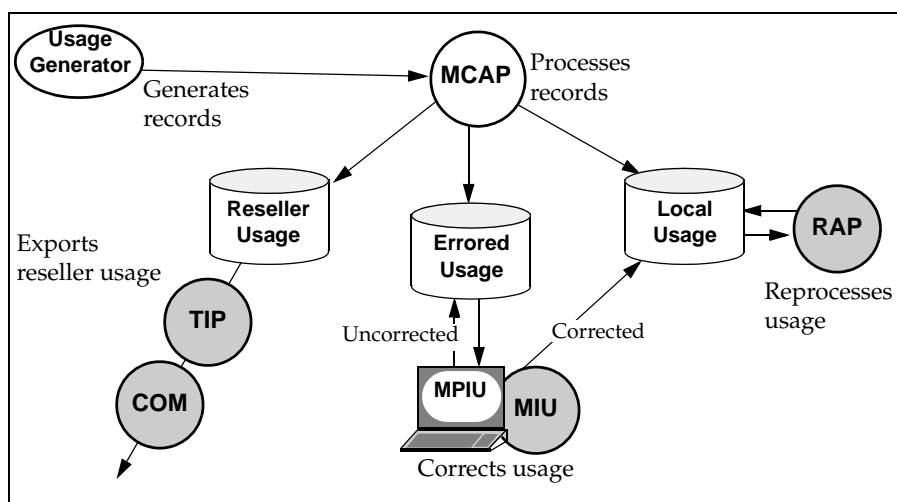 Usage
Generator
Generates
records
MCAP
Processes
records
Reseller
Usage
Errored
Usage
Local
Usage
RAP
Reprocesses
usage
Exports
reseller usage
TIP
COM
Uncorrected
Corrected
MPIU
MIU
Corrects usage